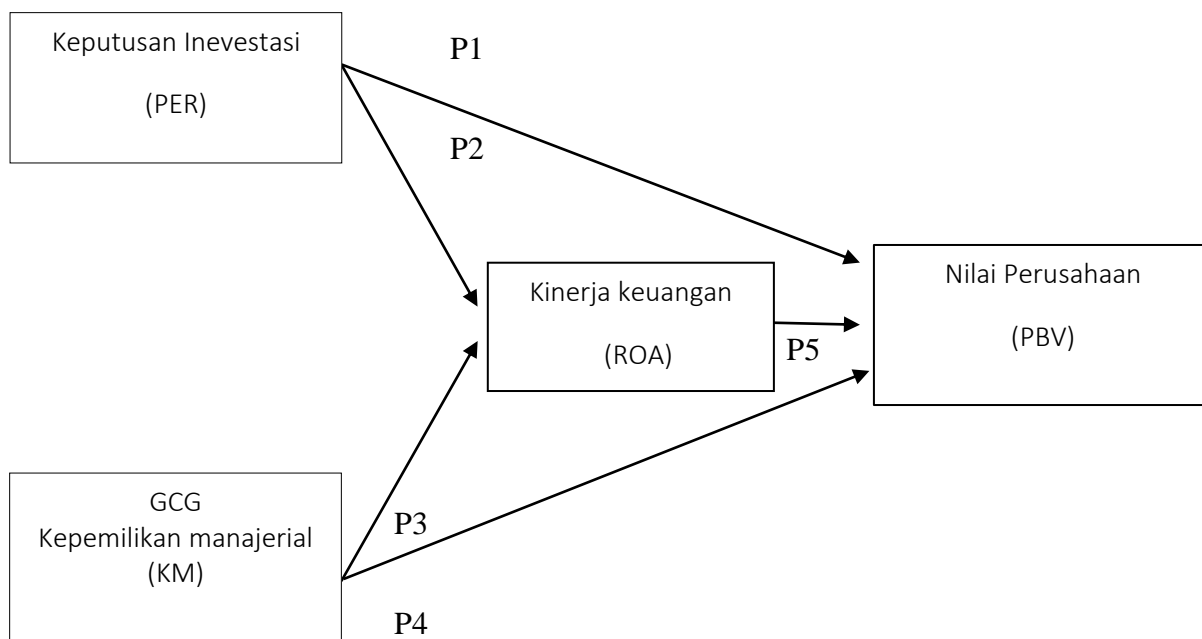 Keputusan Inevestasi
(PER)
P1
P2
Kinerja keuangan
(ROA)
P5
Nilai Perusahaan
(PBV)
GCG
Kepemilikan manajerial
(KM)
P3
P4